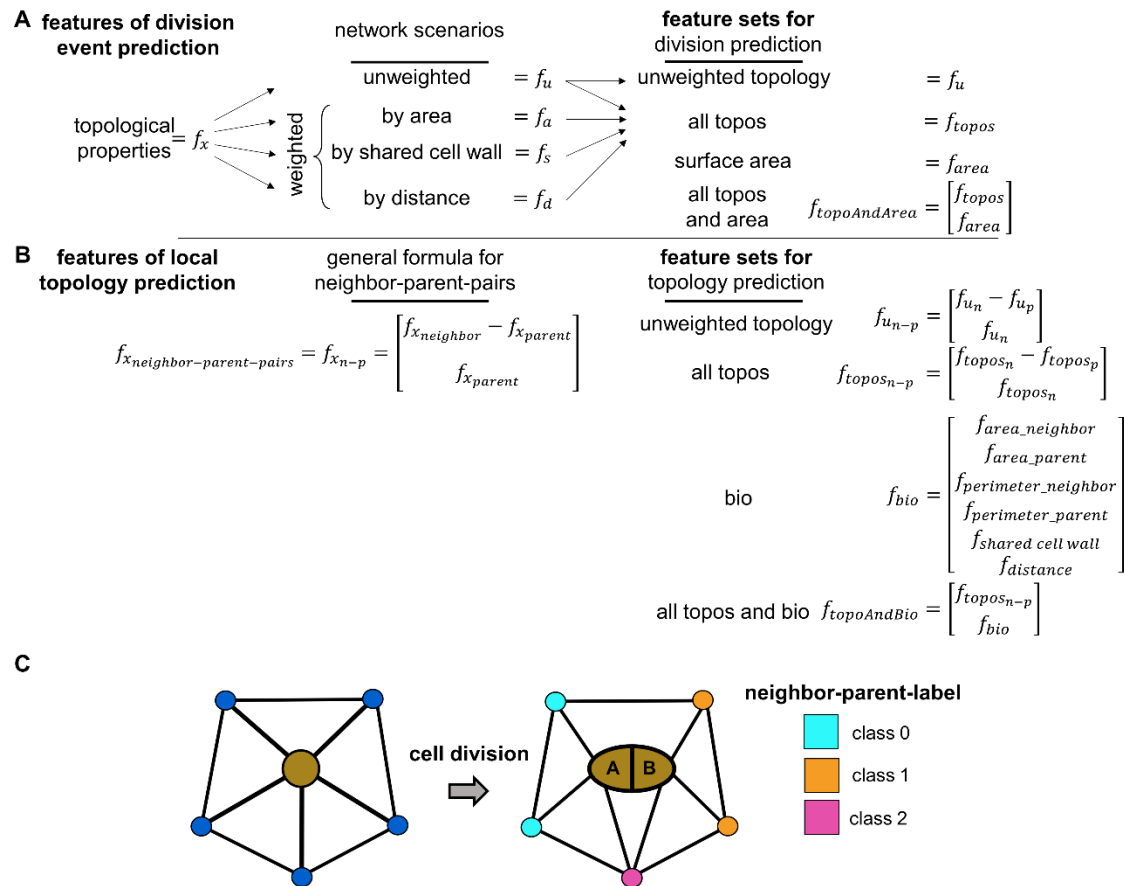 A
features of division
event prediction
network scenarios
feature sets for
division prediction
topological
properties
= f_x
weighted
unweighted = f_u
by area = f_a
by shared cell wall = f_s
by distance = f_d
unweighted topology = f_u
all topos = f_topos
surface area = f_area
all topos
and area
f_topoAndArea = [f_topos
f_area]
B
features of local
topology prediction
general formula for
neighbor-parent-pairs
feature sets for
topology prediction
f_x_neighbor−parent−pairs = f_x_n−p = [f_x_neighbor − f_x_parent
f_x_parent]
unweighted topology f_u_n−p = [f_u_n − f_u_p
f_u_n]
all topos f_topos_n−p = [f_topos_n − f_topos_p
f_topos_n]
bio f_bio = [f_area_neighbor
f_area_parent
f_perimeter_neighbor
f_perimeter_parent
f_shared cell wall
f_distance]
all topos and bio f_topoAndBio = [f_topos_n−p
f_bio]
C
cell division
A B
neighbor-parent-label
class 0
class 1
class 2